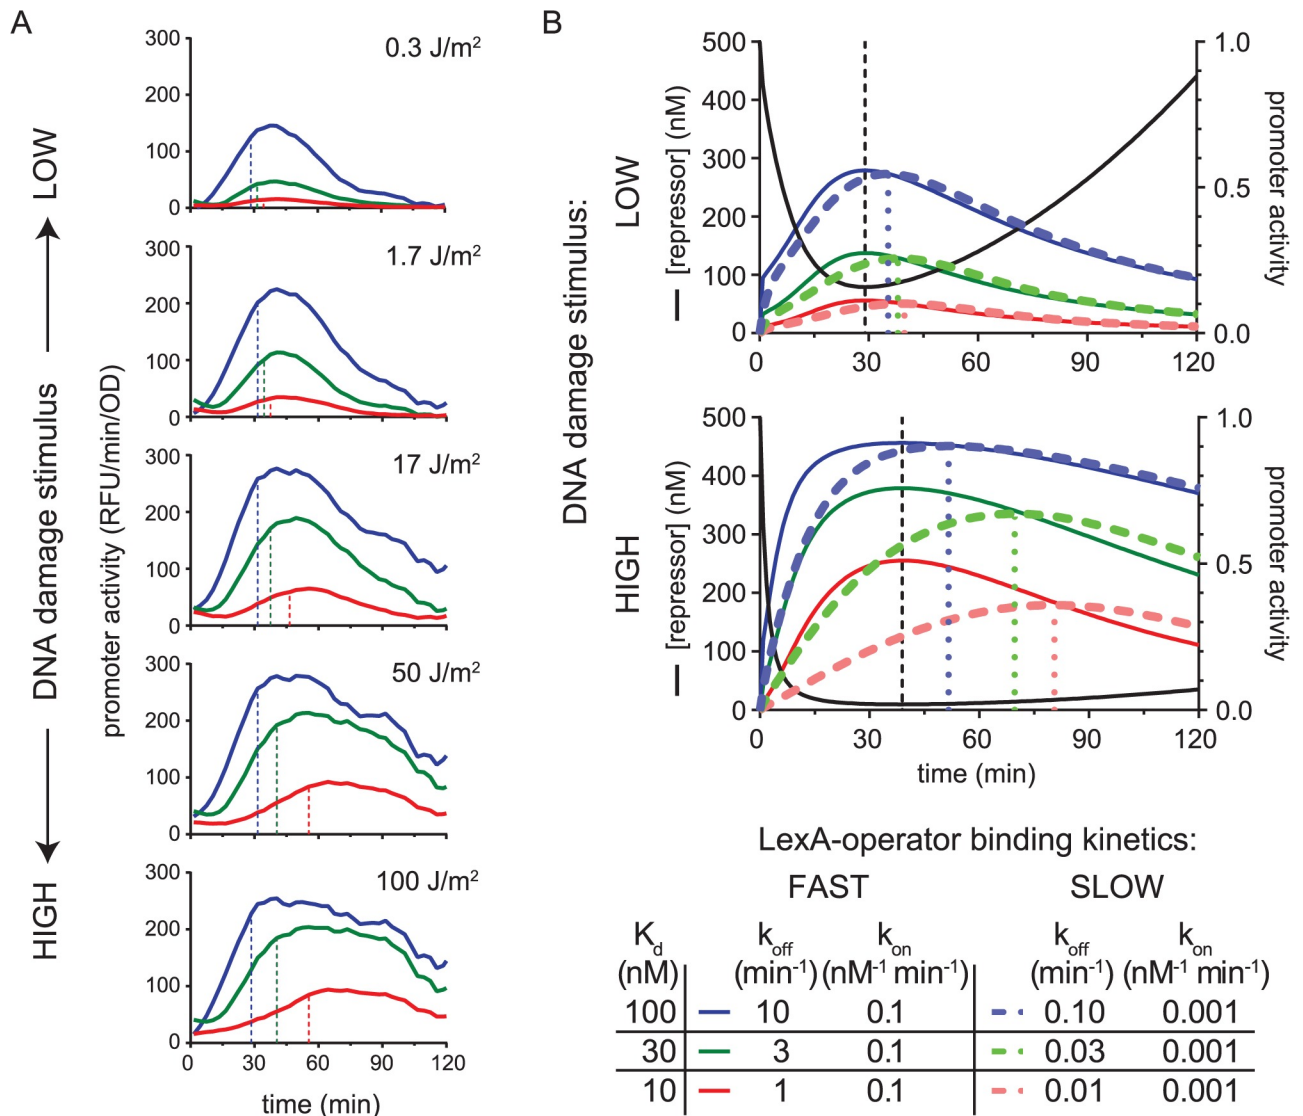 A
LOW
DNA damage stimulus
HIGH
promoter activity (RFU/min/OD)
300
200
100
0
0.3 J/m²
300
200
100
0
1.7 J/m²
300
200
100
0
17 J/m²
300
200
100
0
50 J/m²
300
200
100
0
100 J/m²
0 30 60 90 120
time (min)
B
DNA damage stimulus:
LOW
[repressor] (nM)
500
400
300
200
100
0
1.0
0.5
0.0
promoter activity
0 30 60 90 120
HIGH
[repressor] (nM)
500
400
300
200
100
0
1.0
0.5
0.0
promoter activity
0 30 60 90 120
time (min)
LexA-operator binding kinetics:
FAST SLOW
Kd koff kon koff kon
(nM) (min⁻¹) (nM⁻¹ min⁻¹) (min⁻¹) (nM⁻¹ min⁻¹)
100 10 0.1 0.10 0.001
30 3 0.1 0.03 0.001
10 1 0.1 0.01 0.001